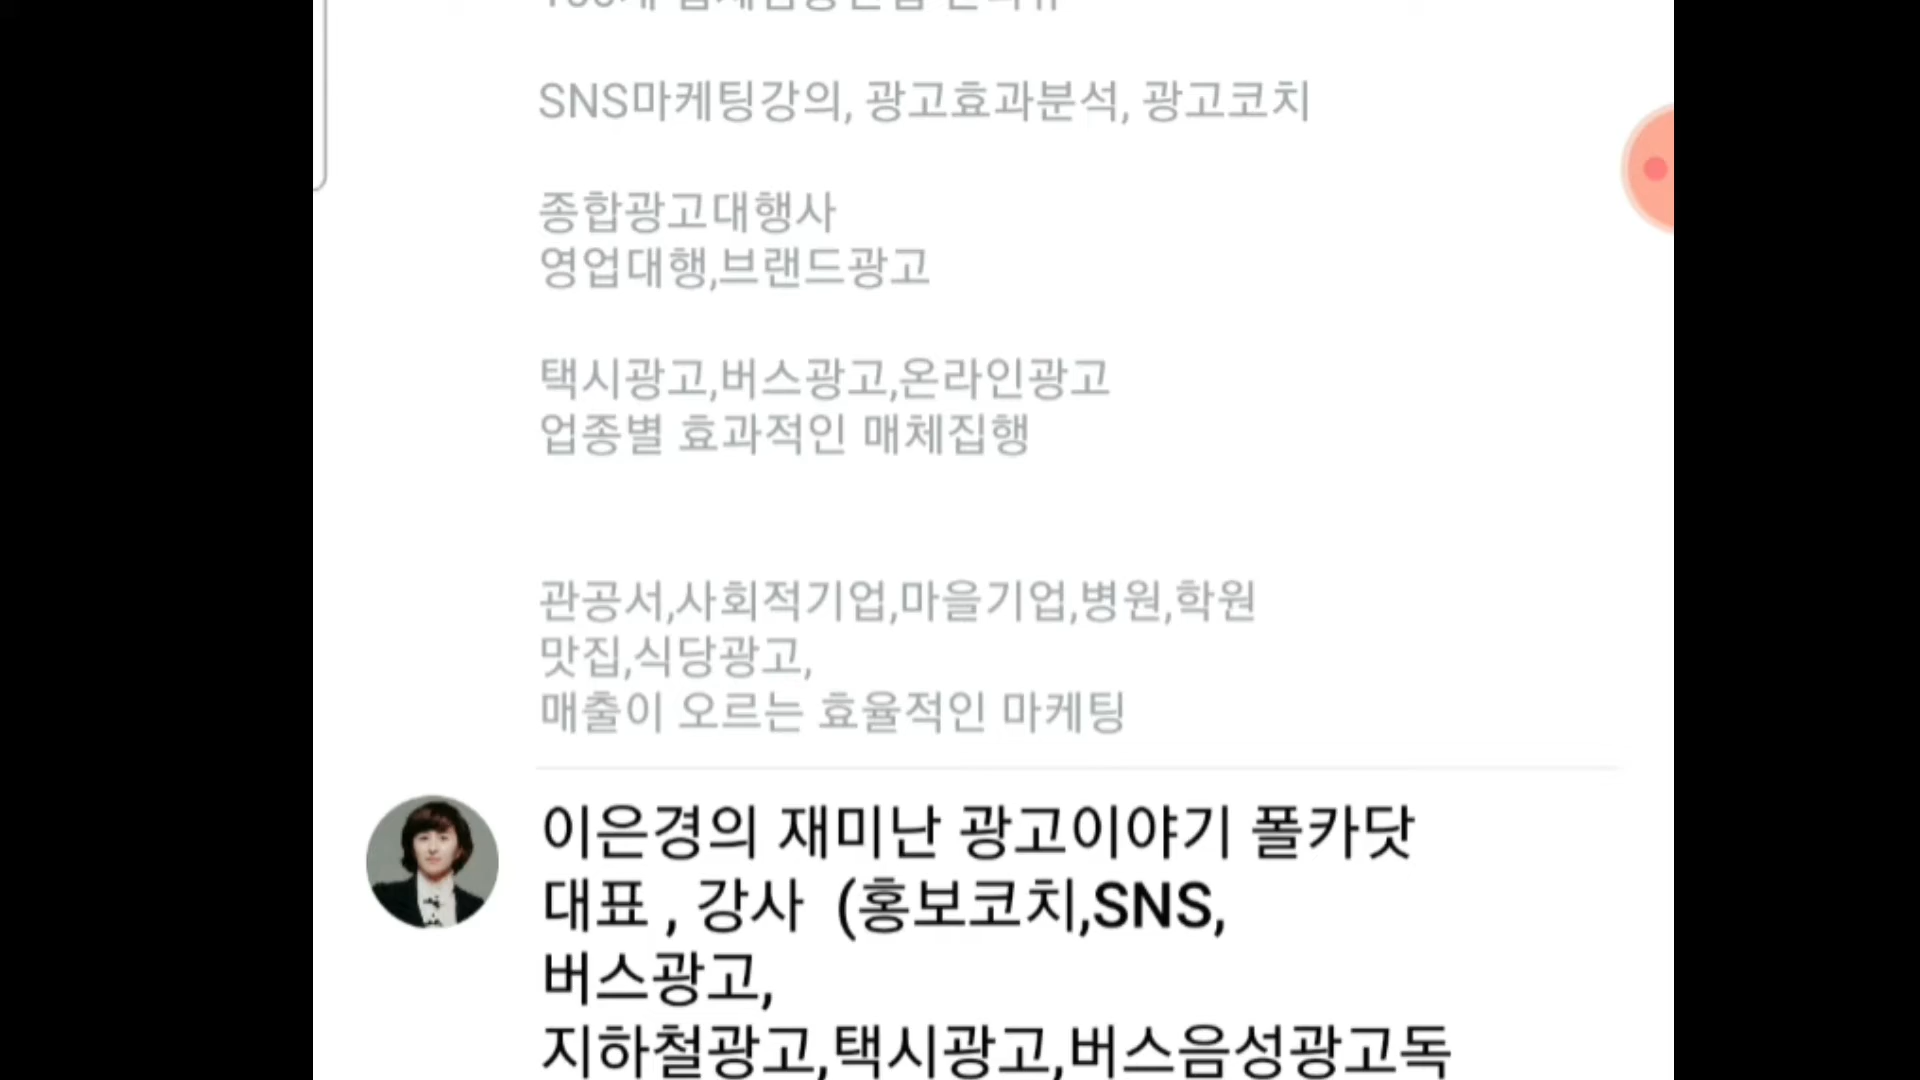 SNS마케팅강의, 광고효과분석, 광고코치
종합광고대행사
영업대행,브랜드광고
택시광고,버스광고,온라인광고
업종별 효과적인 매체집행
관공서,사회적기업,마을기업,병원,학원
맛집,식당광고,
매출이 오르는 효율적인 마케팅
이은경의 재미난 광고이야기 폴카닷
대표 , 강사 (홍보코치,SNS,
버스광고,
지하철광고,택시광고,버스음성광고독